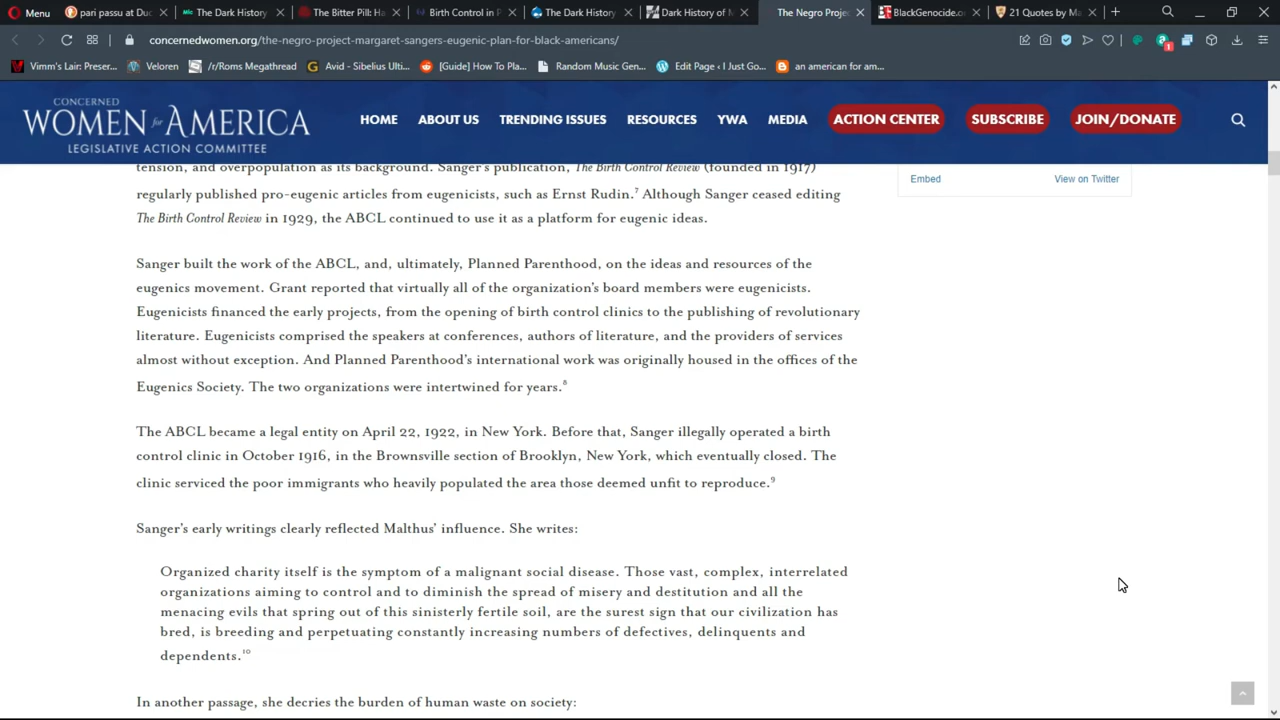 Menu
pari passu at Duc
The Dark History
The Bitter Pill: Ha
Birth Control in P
The Dark History
Dark History of M
The Negro Proje
BlackGenocide.o
21 Quotes by Ma
concernedwomen.org/the-negro-project-margaret-sangers-eugenic-plan-for-black-americans/
1
Vimm's Lair: Preser...
Veloren
/r/Roms Megathread
Avid - Sibelius Ulti...
[Guide] How To Pla...
Random Music Gen...
Edit Page ‹ I Just Go...
an american for am...
CONCERNED
WOMEN for AMERICA
LEGISLATIVE ACTION COMMITTEE
HOME
ABOUT US
TRENDING ISSUES
RESOURCES
YWA
MEDIA
ACTION CENTER
SUBSCRIBE
JOIN/DONATE
tension, and overpopulation as its background. Sanger's publication, The Birth Control Review (founded in 1917)
regularly published pro-eugenic articles from eugenicists, such as Ernst Rudin.⁷ Although Sanger ceased editing
The Birth Control Review in 1929, the ABCL continued to use it as a platform for eugenic ideas.
Embed
View on Twitter
Sanger built the work of the ABCL, and, ultimately, Planned Parenthood, on the ideas and resources of the
eugenics movement. Grant reported that virtually all of the organization's board members were eugenicists.
Eugenicists financed the early projects, from the opening of birth control clinics to the publishing of revolutionary
literature. Eugenicists comprised the speakers at conferences, authors of literature, and the providers of services
almost without exception. And Planned Parenthood's international work was originally housed in the offices of the
Eugenics Society. The two organizations were intertwined for years.⁸
The ABCL became a legal entity on April 22, 1922, in New York. Before that, Sanger illegally operated a birth
control clinic in October 1916, in the Brownsville section of Brooklyn, New York, which eventually closed. The
clinic serviced the poor immigrants who heavily populated the area those deemed unfit to reproduce.⁹
Sanger's early writings clearly reflected Malthus' influence. She writes:
Organized charity itself is the symptom of a malignant social disease. Those vast, complex, interrelated
organizations aiming to control and to diminish the spread of misery and destitution and all the
menacing evils that spring out of this sinisterly fertile soil, are the surest sign that our civilization has
bred, is breeding and perpetuating constantly increasing numbers of defectives, delinquents and
dependents.¹⁰
In another passage, she decries the burden of human waste on society: